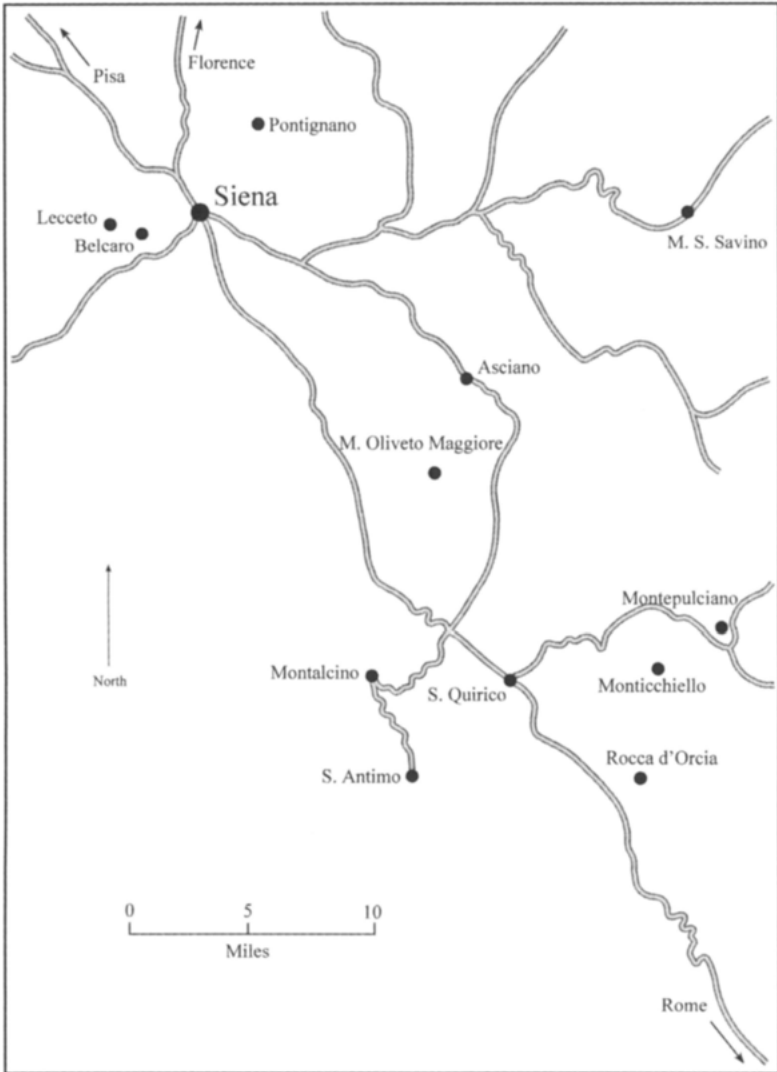 Pisa
Florence
Pontignano
Siena
Lecceto
Belcaro
M. S. Savino
Asciano
M. Oliveto Maggiore
North
Montepulciano
Montalcino
S. Quirico
Monticchiello
S. Antimo
Rocca d'Orcia
0 5 10
Miles
Rome